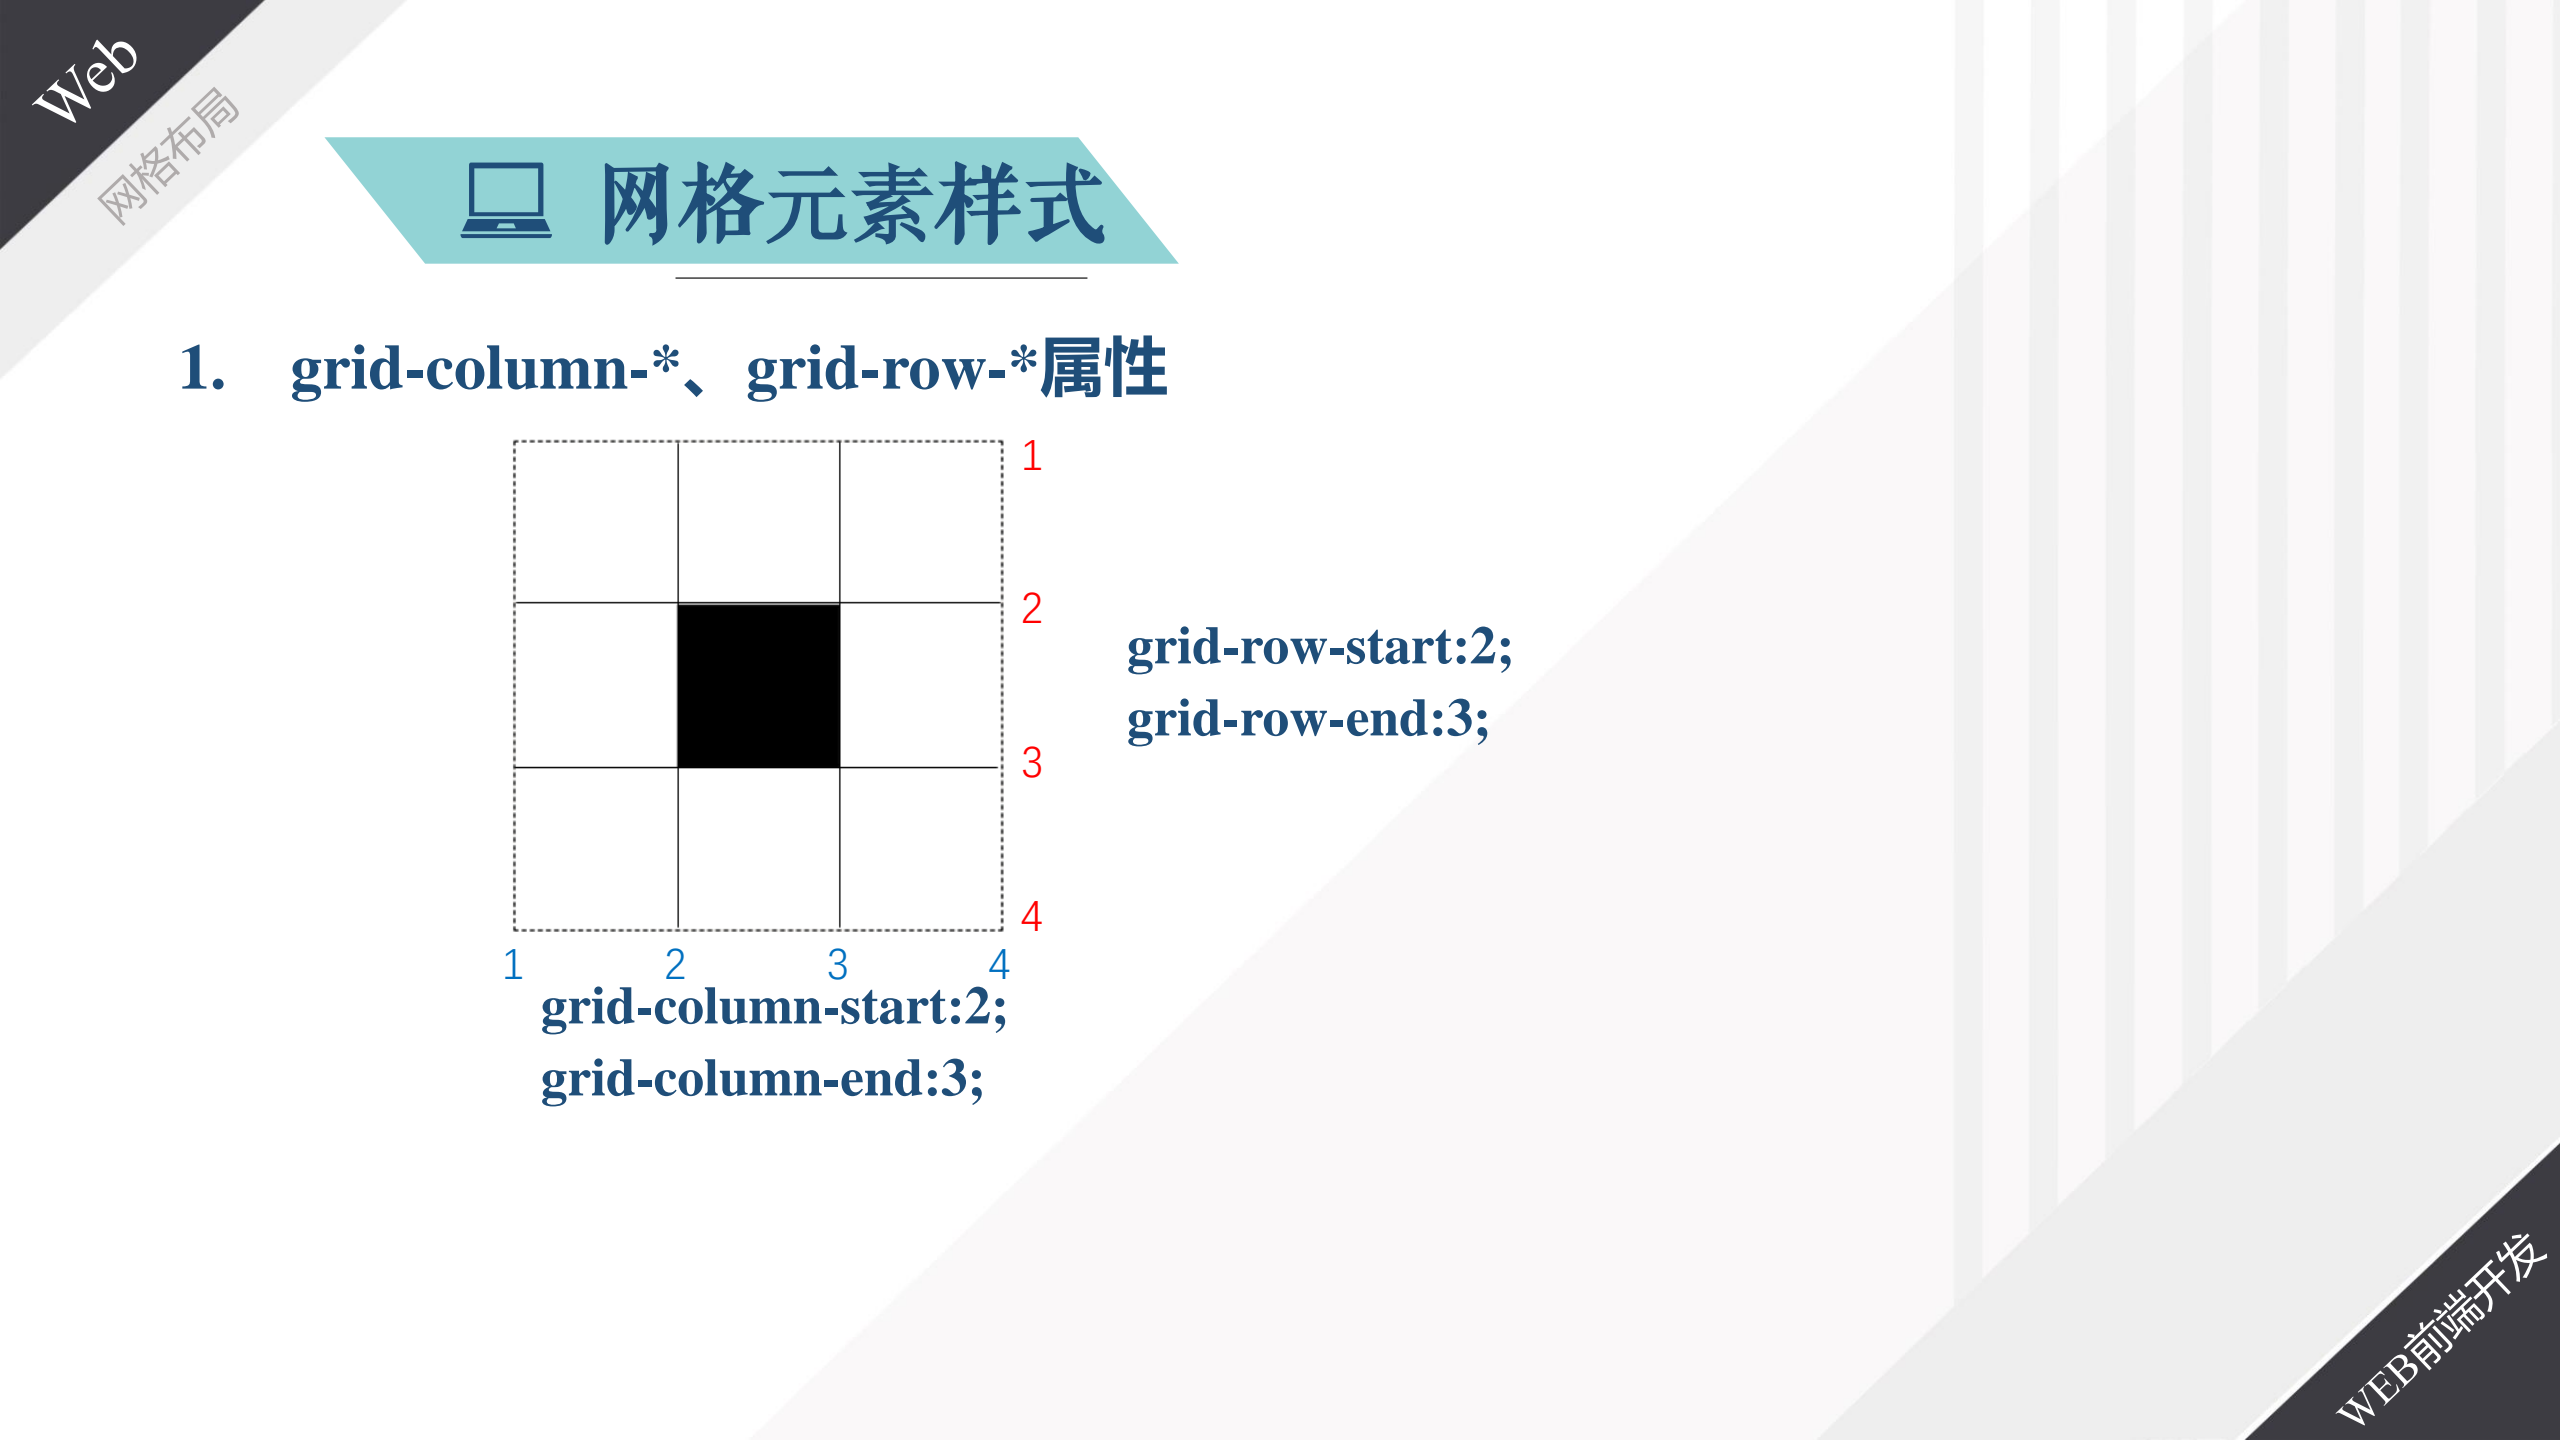 Web
网格布局
网格元素样式
1. grid-column-*、grid-row-*属性
1
2
3
4
grid-row-start:2;
grid-row-end:3;
1 2 3 4
grid-column-start:2;
grid-column-end:3;
WEB前端开发